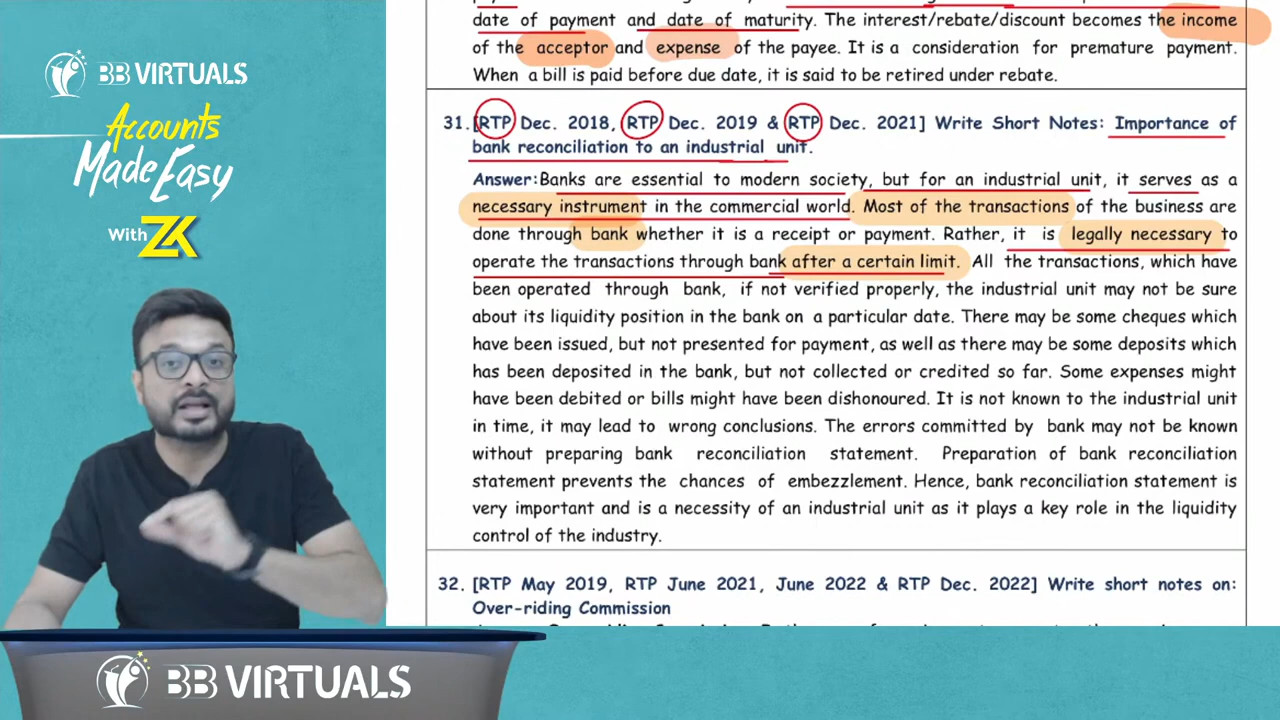 BB VIRTUALS
Accounts
Made Easy
With ZK
date of payment and date of maturity. The interest/rebate/discount becomes the income
of the acceptor and expense of the payee. It is a consideration for premature payment.
When a bill is paid before due date, it is said to be retired under rebate.
31. [RTP Dec. 2018, RTP Dec. 2019 & RTP Dec. 2021] Write Short Notes: Importance of
bank reconciliation to an industrial unit.
Answer:Banks are essential to modern society, but for an industrial unit, it serves as a
necessary instrument in the commercial world. Most of the transactions of the business are
done through bank whether it is a receipt or payment. Rather, it is legally necessary to
operate the transactions through bank after a certain limit. All the transactions, which have
been operated through bank, if not verified properly, the industrial unit may not be sure
about its liquidity position in the bank on a particular date. There may be some cheques which
have been issued, but not presented for payment, as well as there may be some deposits which
has been deposited in the bank, but not collected or credited so far. Some expenses might
have been debited or bills might have been dishonoured. It is not known to the industrial unit
in time, it may lead to wrong conclusions. The errors committed by bank may not be known
without preparing bank reconciliation statement. Preparation of bank reconciliation
statement prevents the chances of embezzlement. Hence, bank reconciliation statement is
very important and is a necessity of an industrial unit as it plays a key role in the liquidity
control of the industry.
32. [RTP May 2019, RTP June 2021, June 2022 & RTP Dec. 2022] Write short notes on:
Over-riding Commission
BB VIRTUALS